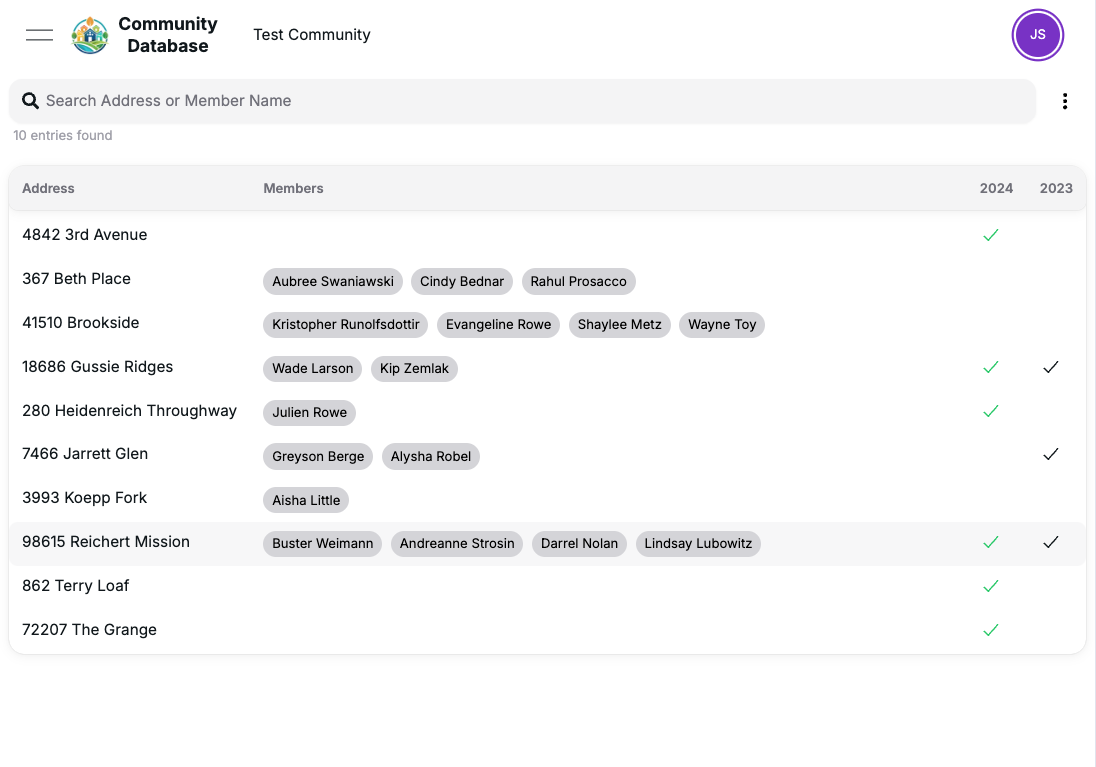 Community
Database
Test Community
JS
Search Address or Member Name
10 entries found
Address Members 2024 2023
4842 3rd Avenue
367 Beth Place Aubree Swaniawski Cindy Bednar Rahul Prosacco
41510 Brookside Kristopher Runolfsdottir Evangeline Rowe Shaylee Metz Wayne Toy
18686 Gussie Ridges Wade Larson Kip Zemlak
280 Heidenreich Throughway Julien Rowe
7466 Jarrett Glen Greyson Berge Alysha Robel
3993 Koepp Fork Aisha Little
98615 Reichert Mission Buster Weimann Andreanne Strosin Darrel Nolan Lindsay Lubowitz
862 Terry Loaf
72207 The Grange